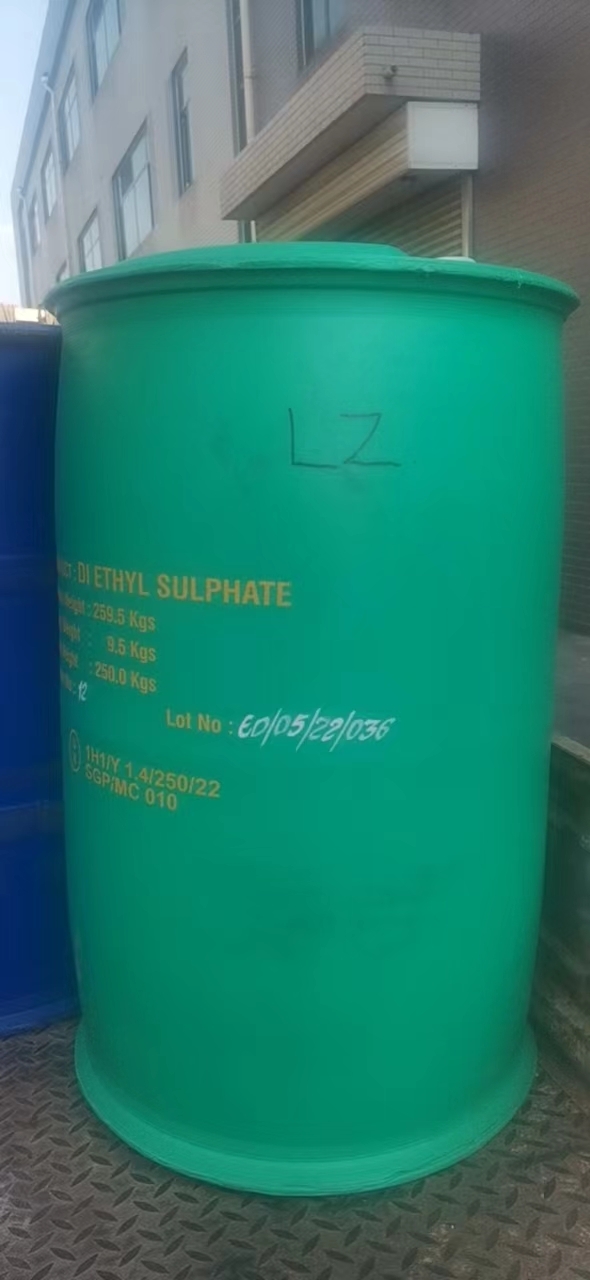 LZ
: DI ETHYL SULPHATE
: 259.5 Kgs
: 9.5 Kgs
: 250.0 Kgs
: 12
Lot No : ED/05/22/036
1H1/Y 1.4/250/22
SGP/MC 010